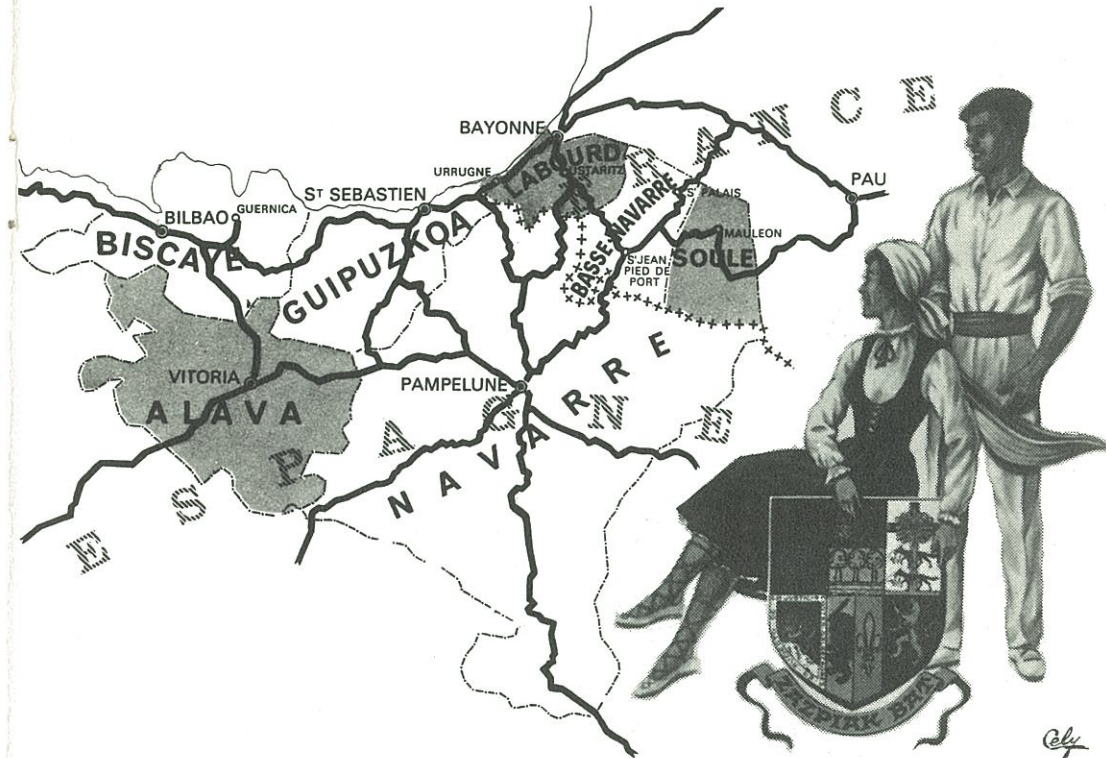 FRANCE
BAYONNE
LABOURD
URRUGNE
USTARITZ
ST SEBASTIEN
BILBAO
GUERNICA
BISCAYE
GUIPUZKOA
BASSE-NAVARRE
ST PALAIS
PAU
MAULEON
SOULE
ST JEAN
PIED DE
PORT
VITORIA
ALAVA
PAMPELUNE
NAVARRE
ESPAGNE
ZAZPIAK BAT
Cély